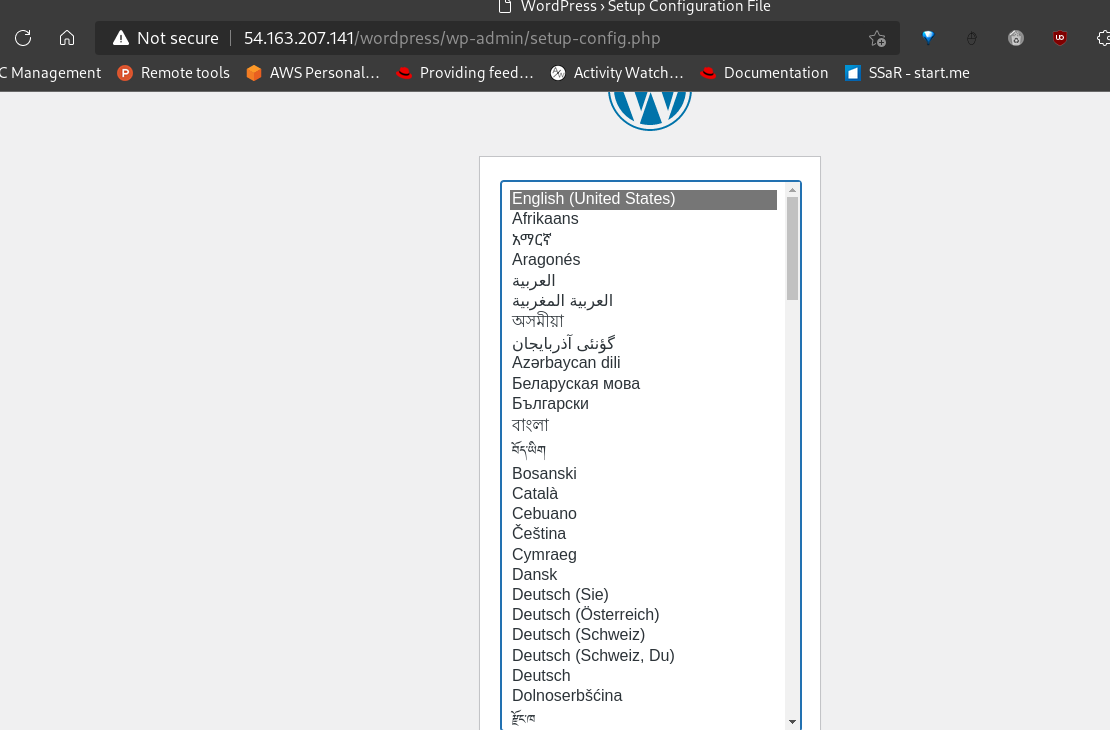 WordPress › Setup Configuration File
Not secure 54.163.207.141/wordpress/wp-admin/setup-config.php
C Management Remote tools AWS Personal... Providing feed... Activity Watch... Documentation SSaR - start.me
English (United States)
Afrikaans
አማርኛ
Aragonés
العربية
العربية المغربية
অসমীয়া
گؤنئی آذربایجان
Azərbaycan dili
Беларуская мова
Български
বাংলা
བོད་ཡིག
Bosanski
Català
Cebuano
Čeština
Cymraeg
Dansk
Deutsch (Sie)
Deutsch (Österreich)
Deutsch (Schweiz)
Deutsch (Schweiz, Du)
Deutsch
Dolnoserbšćina
རྫོང་ཁ